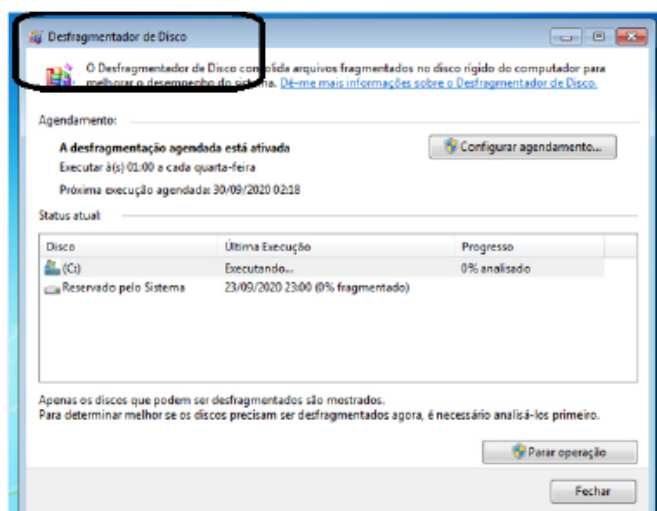 Desfragmentador de Disco
O Desfragmentador de Disco consolida arquivos fragmentados no disco rígido do computador para
melhorar o desempenho do sistema. Dê-me mais informações sobre o Desfragmentador de Disco.
Agendamento:
A desfragmentação agendada está ativada
Configurar agendamento...
Executar à(s) 01:00 a cada quarta-feira
Próxima execução agendada: 30/09/2020 02:18
Status atual:
Disco Última Execução Progresso
(C:) Executando... 0% analisado
Reservado pelo Sistema 23/09/2020 23:00 (0% fragmentado)
Apenas os discos que podem ser desfragmentados são mostrados.
Para determinar melhor se os discos precisam ser desfragmentados agora, é necessário analisá-los primeiro.
Parar operação
Fechar